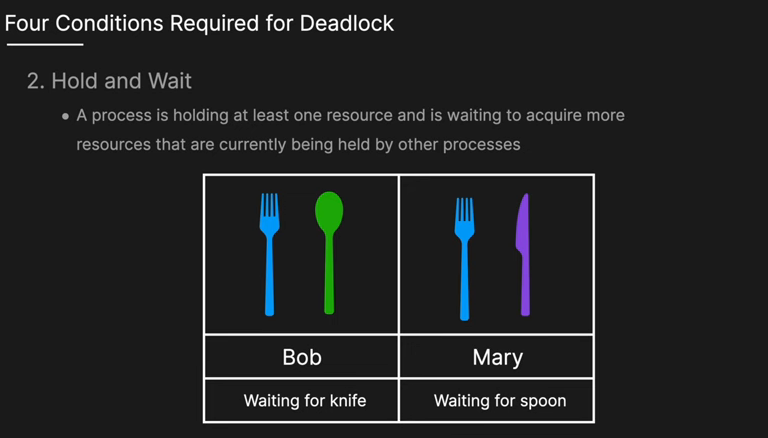 Four Conditions Required for Deadlock
2. Hold and Wait
• A process is holding at least one resource and is waiting to acquire more
resources that are currently being held by other processes
Bob
Mary
Waiting for knife
Waiting for spoon